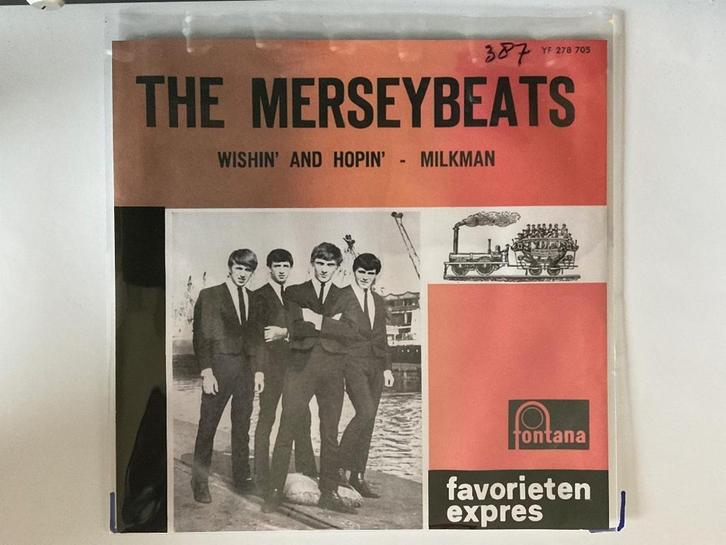 387 YF 278 705
THE MERSEYBEATS
WISHIN' AND HOPIN' - MILKMAN
fontana
favorieten
expres